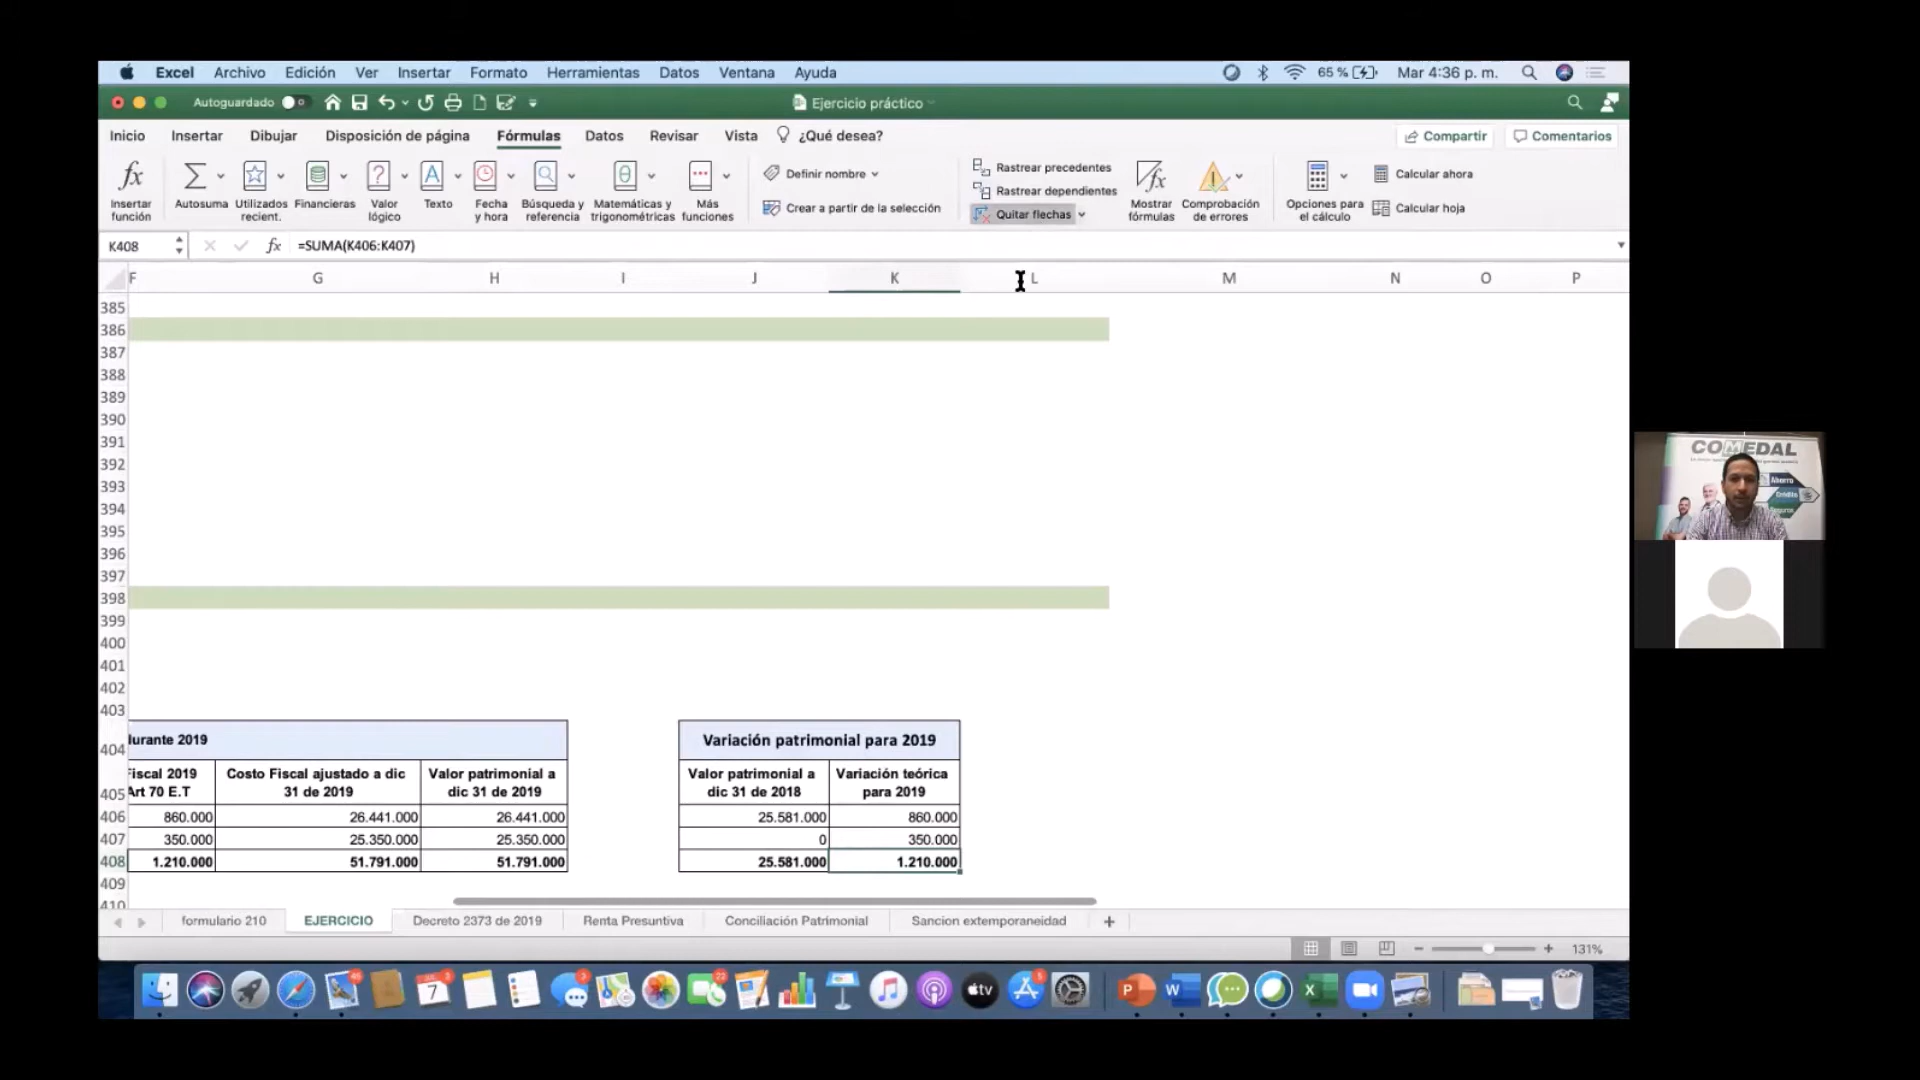 Excel Archivo Edición Ver Insertar Formato Herramientas Datos Ventana Ayuda 65 % Mar 4:36 p. m.
Autoguardado Ejercicio práctico
Inicio Insertar Dibujar Disposición de página Fórmulas Datos Revisar Vista ¿Qué desea? Compartir Comentarios
Insertar función
Autosuma
Utilizados recient.
Financieras
Valor lógico
Texto
Fecha y hora
Búsqueda y referencia
Matemáticas y trigonométricas
Más funciones
Definir nombre
Crear a partir de la selección
Rastrear precedentes
Rastrear dependientes
Quitar flechas
Mostrar fórmulas
Comprobación de errores
Opciones para el cálculo
Calcular ahora
Calcular hoja
K408 fx =SUMA(K406:K407)
F G H I J K L M N O P
385
386
387
388
389
390
391
392
393
394
395
396
397
398
399
400
401
402
403
404 durante 2019 Variación patrimonial para 2019
Fiscal 2019 Costo Fiscal ajustado a dic Valor patrimonial a Valor patrimonial a Variación teórica
405 Art 70 E.T 31 de 2019 dic 31 de 2019 dic 31 de 2018 para 2019
406 860.000 26.441.000 26.441.000 25.581.000 860.000
407 350.000 25.350.000 25.350.000 0 350.000
408 1.210.000 51.791.000 51.791.000 25.581.000 1.210.000
409
410
formulario 210 EJERCICIO Decreto 2373 de 2019 Renta Presuntiva Conciliación Patrimonial Sancion extemporaneidad +
131%
COMEDAL
Ahorro
Crédito